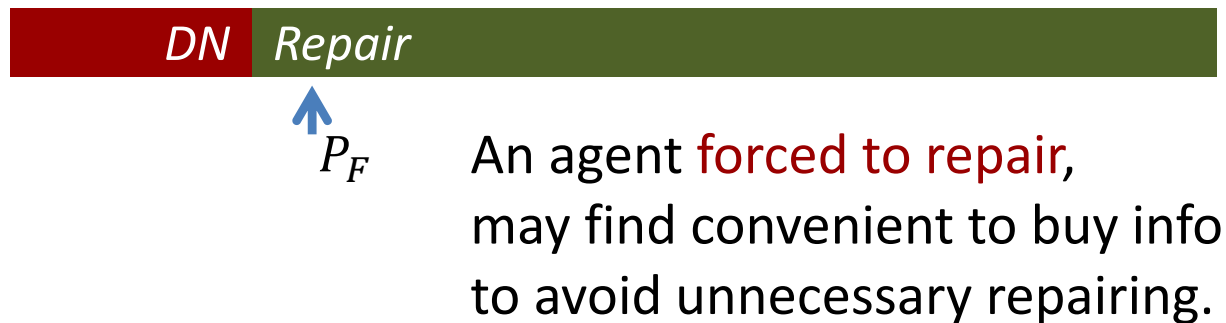 DN Repair
P_F
An agent forced to repair,
may find convenient to buy info
to avoid unnecessary repairing.